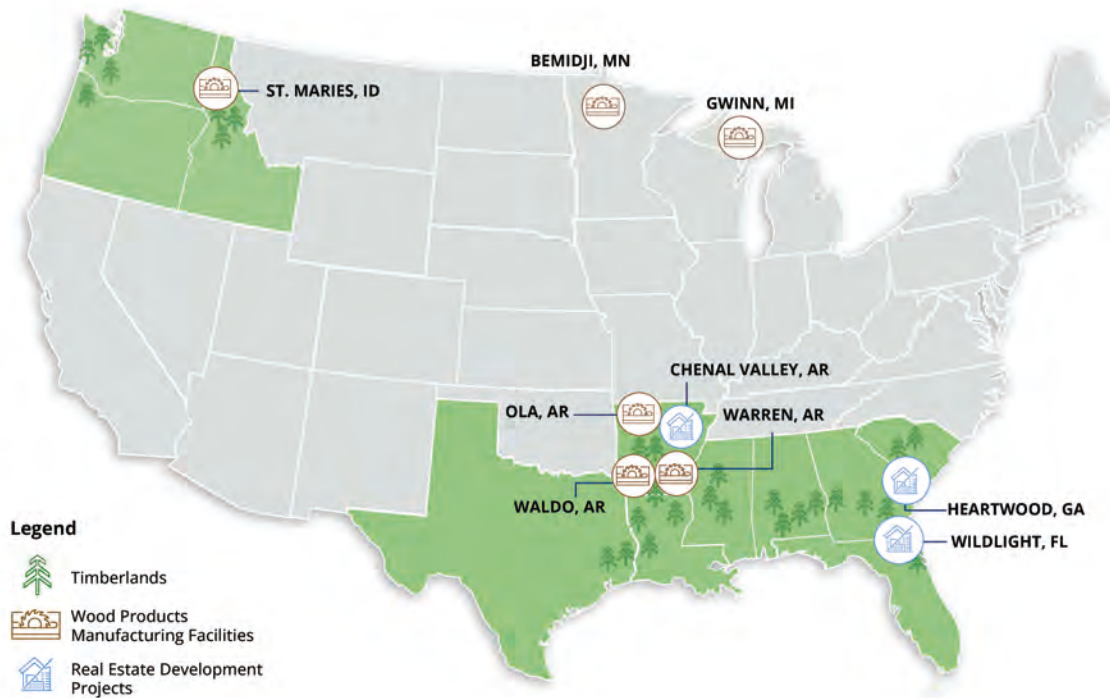 BEMIDJI, MN
GWINN, MI
ST. MARIES, ID
CHENAL VALLEY, AR
OLA, AR
WARREN, AR
WALDO, AR
HEARTWOOD, GA
WILDLIGHT, FL
Legend
Timberlands
Wood Products
Manufacturing Facilities
Real Estate Development
Projects